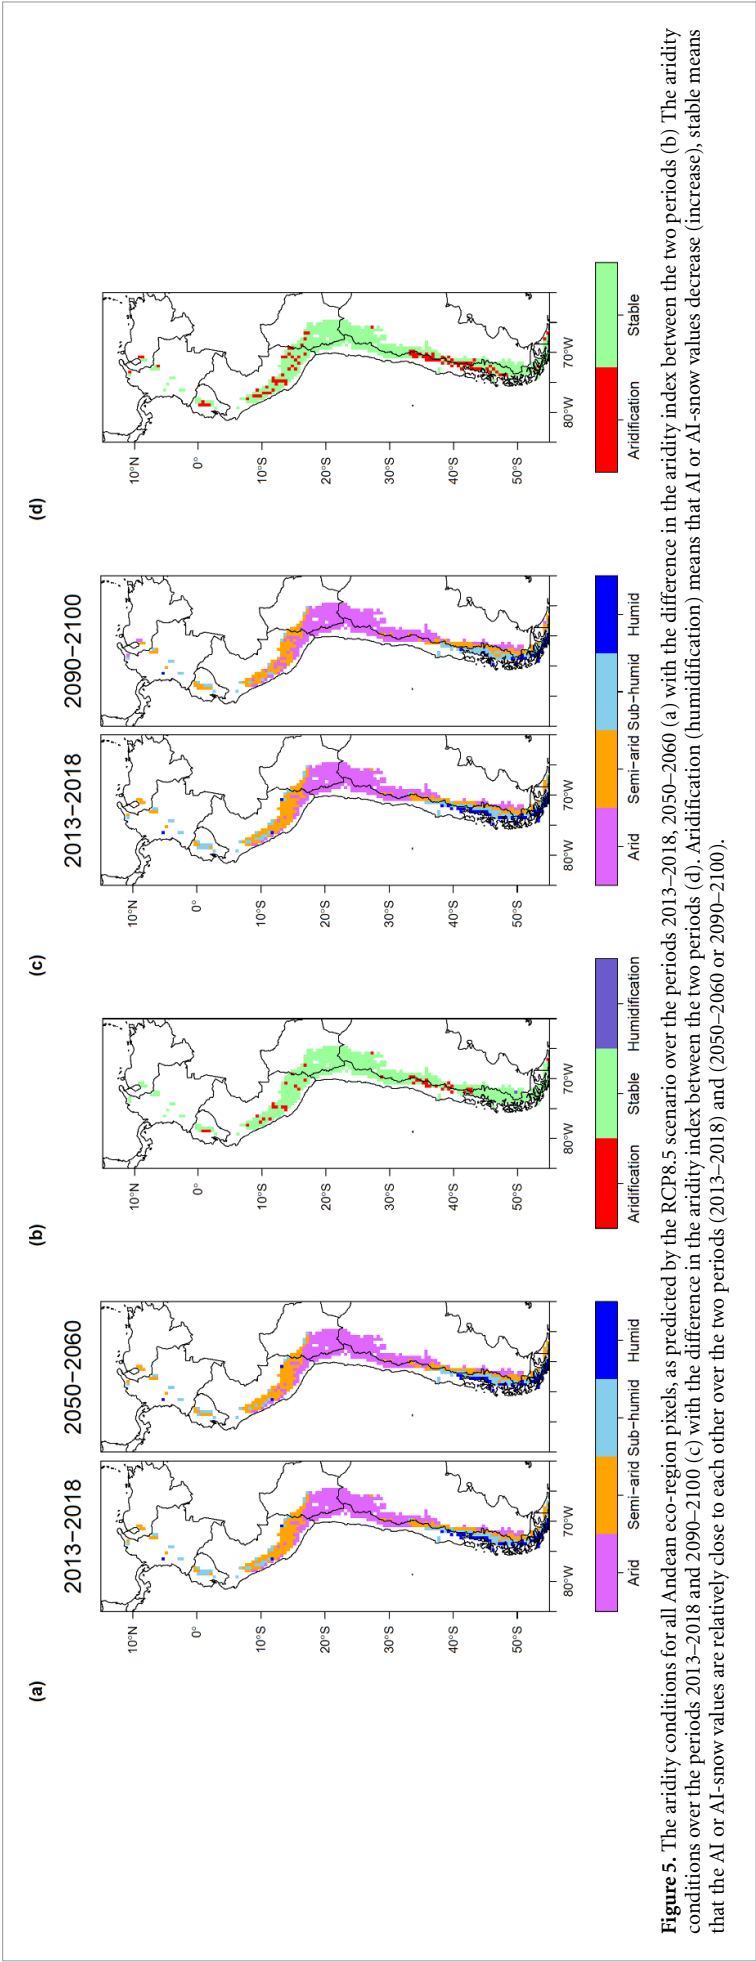 (a)
2013−2018
2050−2060
10°N
0°
10°S
20°S
30°S
40°S
50°S
80°W
70°W
Arid
Semi−arid
Sub−humid
Humid
(b)
10°N
0°
10°S
20°S
30°S
40°S
50°S
80°W
70°W
Aridification
Stable
Humidification
(c)
2013−2018
2090−2100
10°N
0°
10°S
20°S
30°S
40°S
50°S
80°W
70°W
Arid
Semi−arid
Sub−humid
Humid
(d)
10°N
0°
10°S
20°S
30°S
40°S
50°S
80°W
70°W
Aridification
Stable
Figure 5. The aridity conditions for all Andean eco-region pixels, as predicted by the RCP8.5 scenario over the periods 2013–2018, 2050–2060 (a) with the difference in the aridity index between the two periods (b) The aridity
conditions over the periods 2013–2018 and 2090–2100 (c) with the difference in the aridity index between the two periods (d). Aridification (humidification) means that AI or AI-snow values decrease (increase), stable means
that the AI or AI-snow values are relatively close to each other over the two periods (2013–2018) and (2050–2060 or 2090–2100).